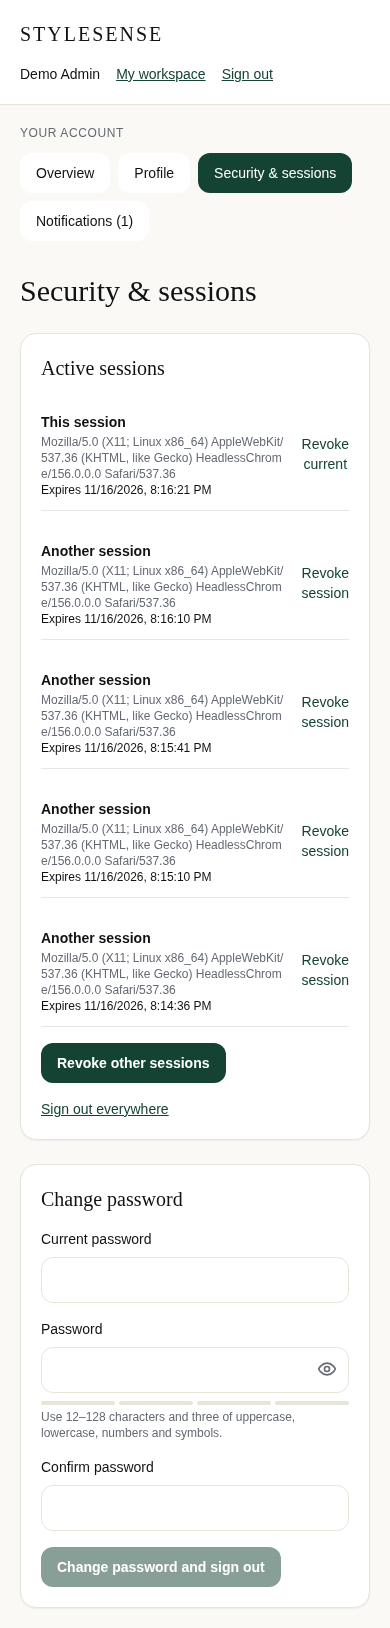 STYLESENSE
Demo Admin My workspace Sign out
YOUR ACCOUNT
Overview Profile Security & sessions
Notifications (1)
Security & sessions
Active sessions
This session
Mozilla/5.0 (X11; Linux x86_64) AppleWebKit/
537.36 (KHTML, like Gecko) HeadlessChrom
e/156.0.0.0 Safari/537.36
Expires 11/16/2026, 8:16:21 PM
Revoke
current
Another session
Mozilla/5.0 (X11; Linux x86_64) AppleWebKit/
537.36 (KHTML, like Gecko) HeadlessChrom
e/156.0.0.0 Safari/537.36
Expires 11/16/2026, 8:16:10 PM
Revoke
session
Another session
Mozilla/5.0 (X11; Linux x86_64) AppleWebKit/
537.36 (KHTML, like Gecko) HeadlessChrom
e/156.0.0.0 Safari/537.36
Expires 11/16/2026, 8:15:41 PM
Revoke
session
Another session
Mozilla/5.0 (X11; Linux x86_64) AppleWebKit/
537.36 (KHTML, like Gecko) HeadlessChrom
e/156.0.0.0 Safari/537.36
Expires 11/16/2026, 8:15:10 PM
Revoke
session
Another session
Mozilla/5.0 (X11; Linux x86_64) AppleWebKit/
537.36 (KHTML, like Gecko) HeadlessChrom
e/156.0.0.0 Safari/537.36
Expires 11/16/2026, 8:14:36 PM
Revoke
session
Revoke other sessions
Sign out everywhere
Change password
Current password
Password
Use 12–128 characters and three of uppercase,
lowercase, numbers and symbols.
Confirm password
Change password and sign out